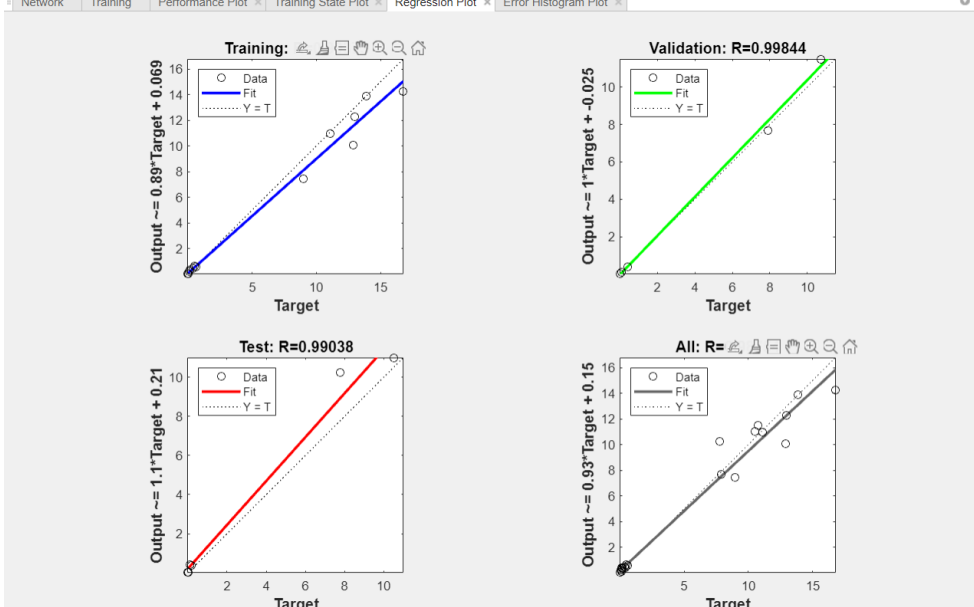 Network Training Performance Plot × Training State Plot × Regression Plot × Error Histogram Plot ×
Training:
Output ~= 0.89*Target + 0.069
16
14
12
10
8
6
4
2
Data
Fit
Y = T
5 10 15
Target
Validation: R=0.99844
Output ~= 1*Target + -0.025
10
8
6
4
2
Data
Fit
Y = T
2 4 6 8 10
Target
Test: R=0.99038
Output ~= 1.1*Target + 0.21
10
8
6
4
2
Data
Fit
Y = T
2 4 6 8 10
Target
All: R=
Output ~= 0.93*Target + 0.15
16
14
12
10
8
6
4
2
Data
Fit
Y = T
5 10 15
Target